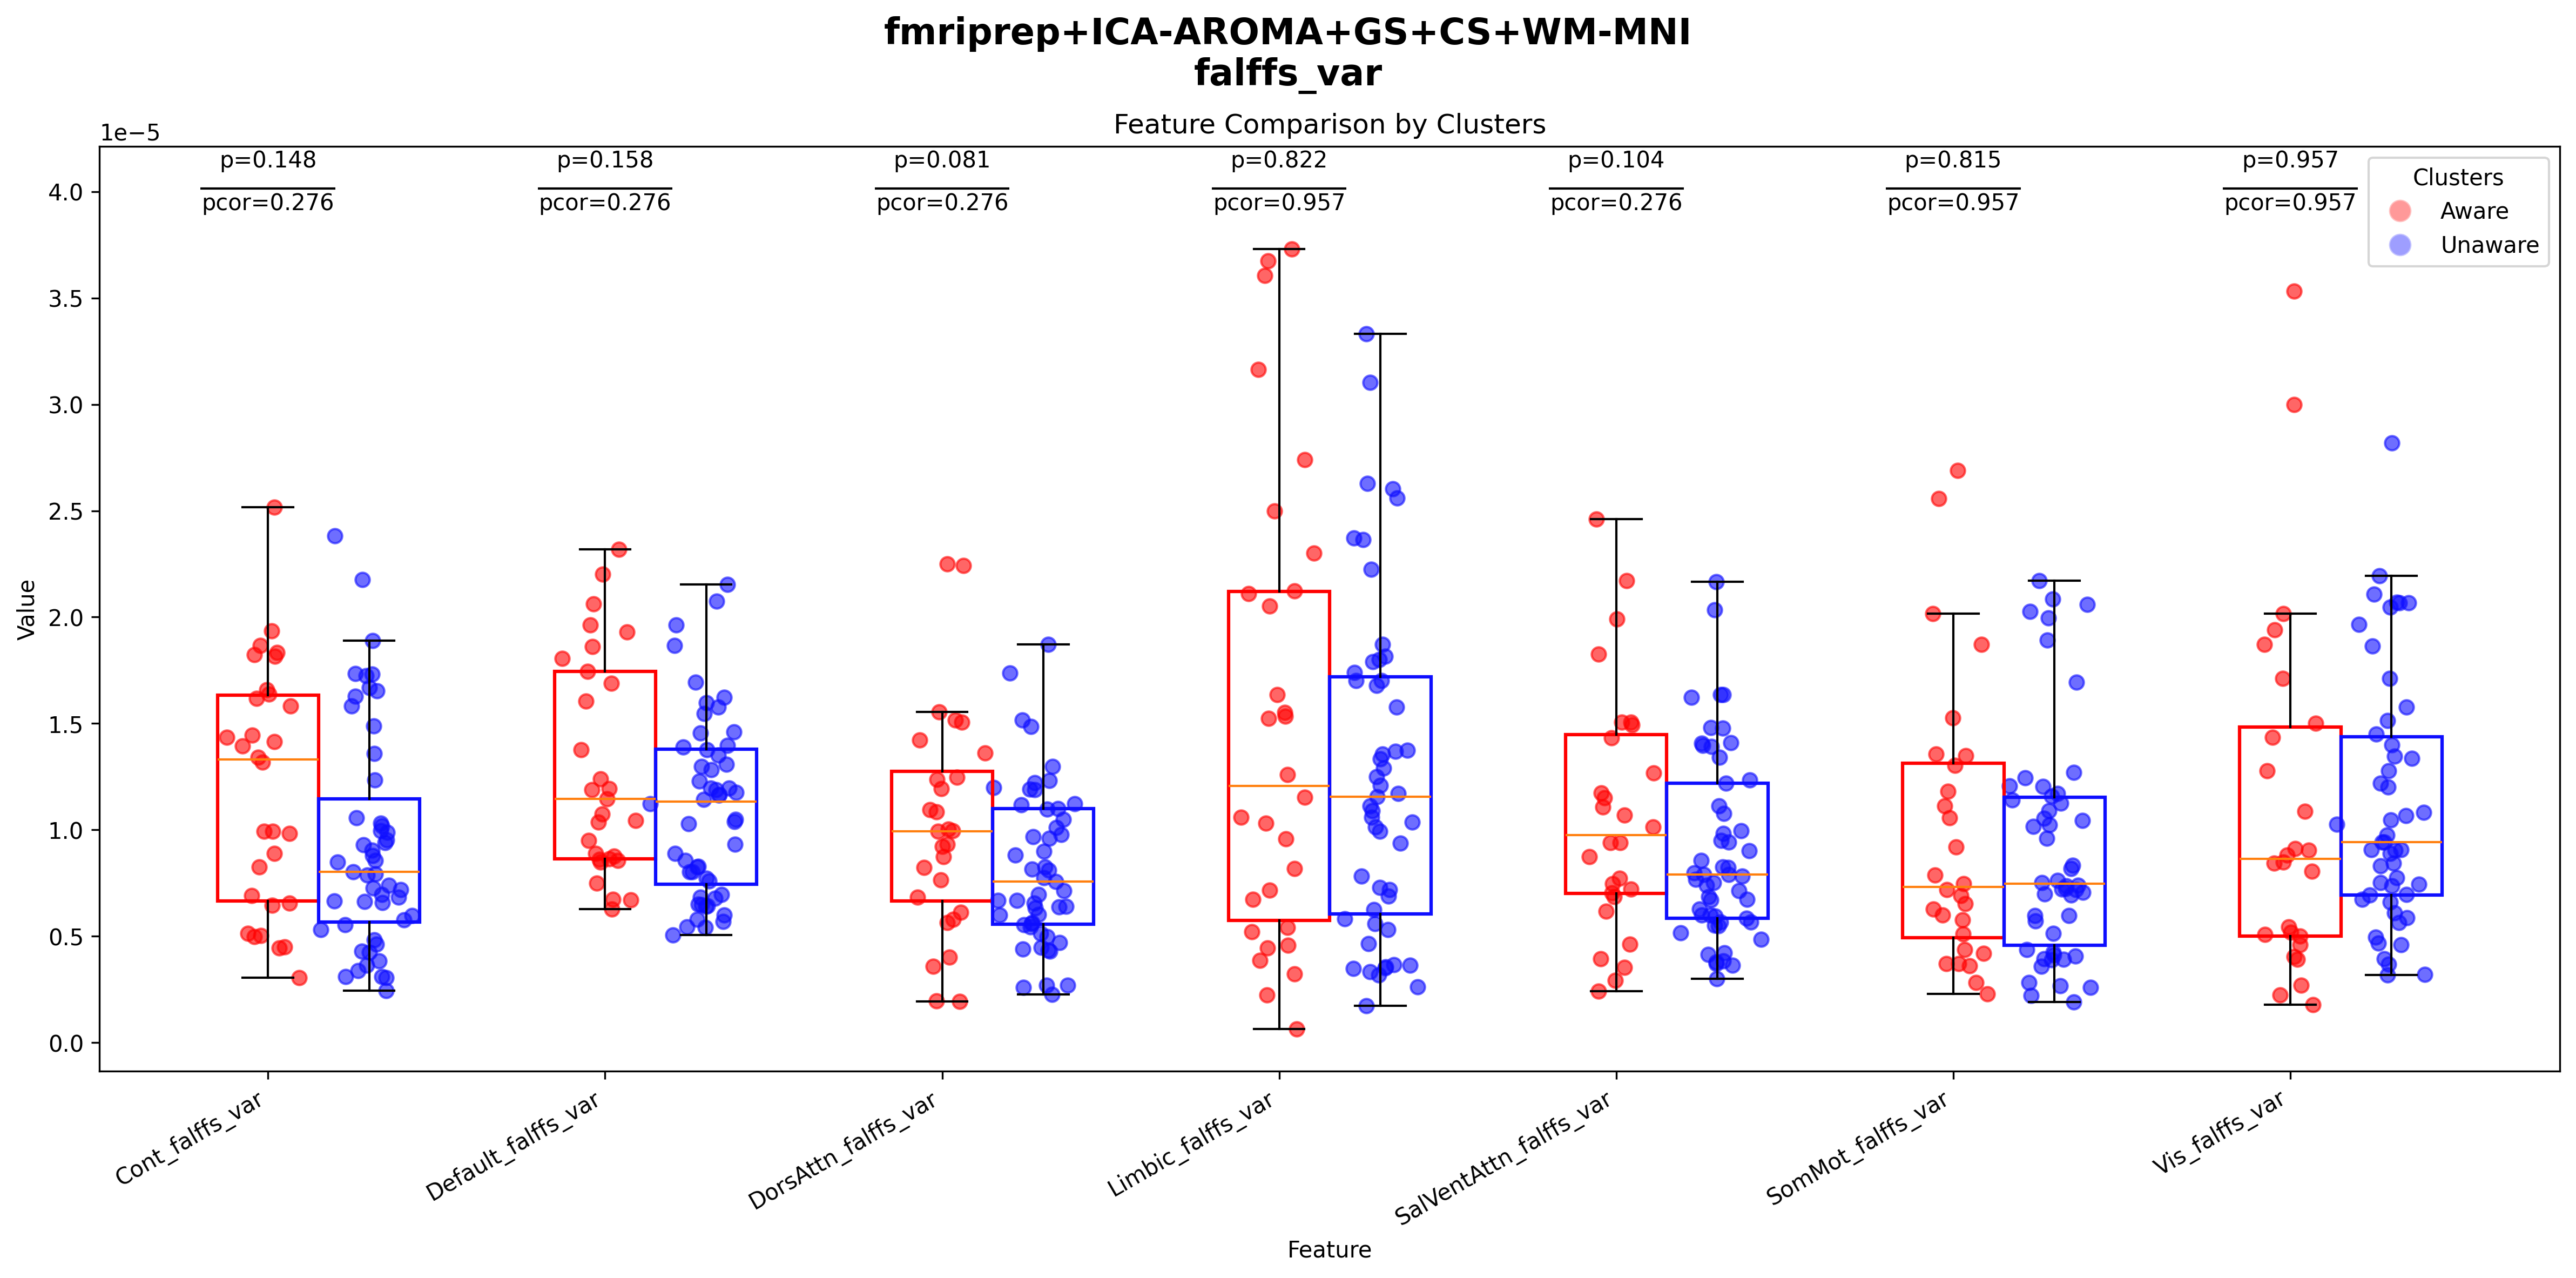 fmriprep+ICA-AROMA+GS+CS+WM-MNI
falffs_var
Feature Comparison by Clusters
1e−5
p=0.148
pcor=0.276
p=0.158
pcor=0.276
p=0.081
pcor=0.276
p=0.822
pcor=0.957
p=0.104
pcor=0.276
p=0.815
pcor=0.957
p=0.957
pcor=0.957
Clusters
Aware
Unaware
Value
4.0
3.5
3.0
2.5
2.0
1.5
1.0
0.5
0.0
Cont_falffs_var
Default_falffs_var
DorsAttn_falffs_var
Limbic_falffs_var
SalVentAttn_falffs_var
SomMot_falffs_var
Vis_falffs_var
Feature